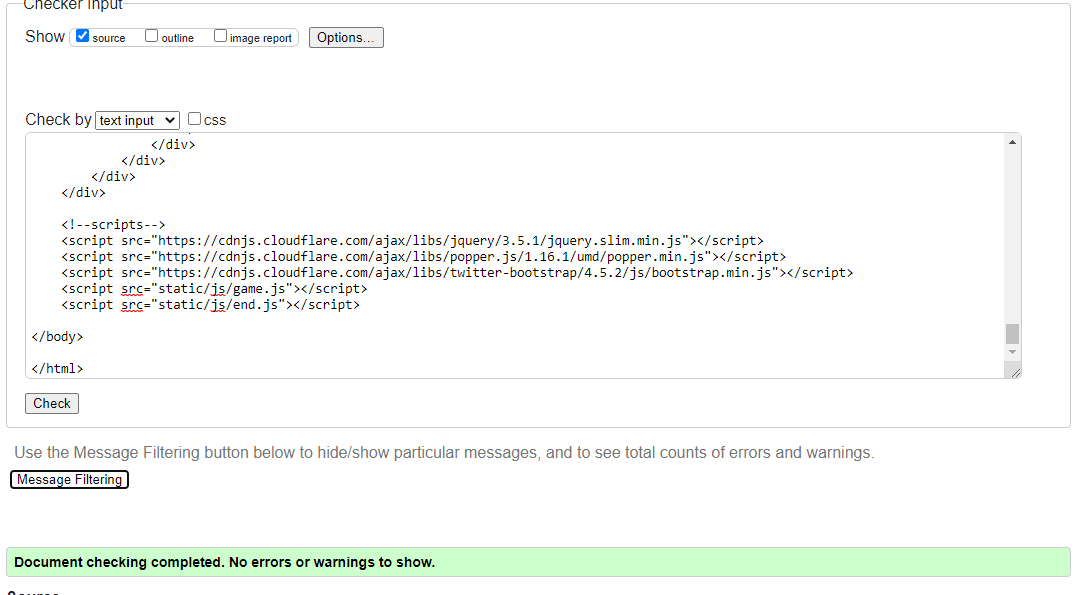 Checker Input
Show source outline image report Options...
Check by text input css
</div>
</div>
</div>
</div>
<!--scripts-->
<script src="https://cdnjs.cloudflare.com/ajax/libs/jquery/3.5.1/jquery.slim.min.js"></script>
<script src="https://cdnjs.cloudflare.com/ajax/libs/popper.js/1.16.1/umd/popper.min.js"></script>
<script src="https://cdnjs.cloudflare.com/ajax/libs/twitter-bootstrap/4.5.2/js/bootstrap.min.js"></script>
<script src="static/js/game.js"></script>
<script src="static/js/end.js"></script>
</body>
</html>
Check
Use the Message Filtering button below to hide/show particular messages, and to see total counts of errors and warnings.
Message Filtering
Document checking completed. No errors or warnings to show.